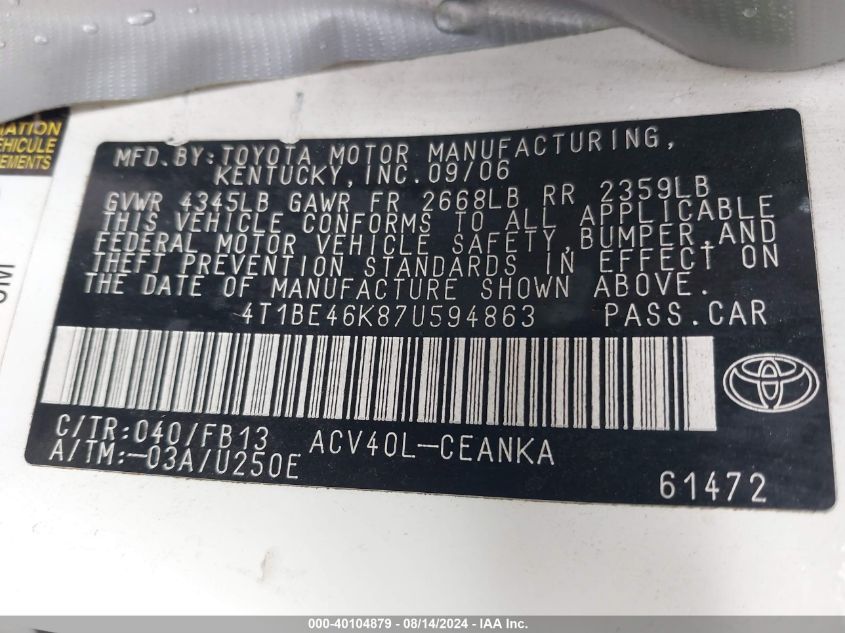 MATION
EHICULE
EMENTS
MFD. BY: TOYOTA MOTOR MANUFACTURING,
KENTUCKY, INC. 09/06
GVWR 4345LB GAWR FR 2668LB RR 2359LB
THIS VEHICLE CONFORMS TO ALL APPLICABLE
FEDERAL MOTOR VEHICLE SAFETY, BUMPER, AND
THEFT PREVENTION STANDARDS IN EFFECT ON
THE DATE OF MANUFACTURE SHOWN ABOVE.
4T1BE46K87U594863 PASS.CAR
C/TR:040/FB13 ACV40L-CEANKA
A/TM:-03A/U250E
61472
000-40104879 - 08/14/2024 - IAA Inc.